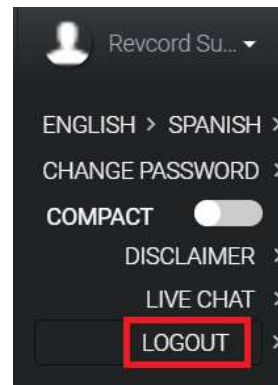 Revcord Su...
ENGLISH > SPANISH >
CHANGE PASSWORD >
COMPACT
DISCLAIMER >
LIVE CHAT >
LOGOUT >